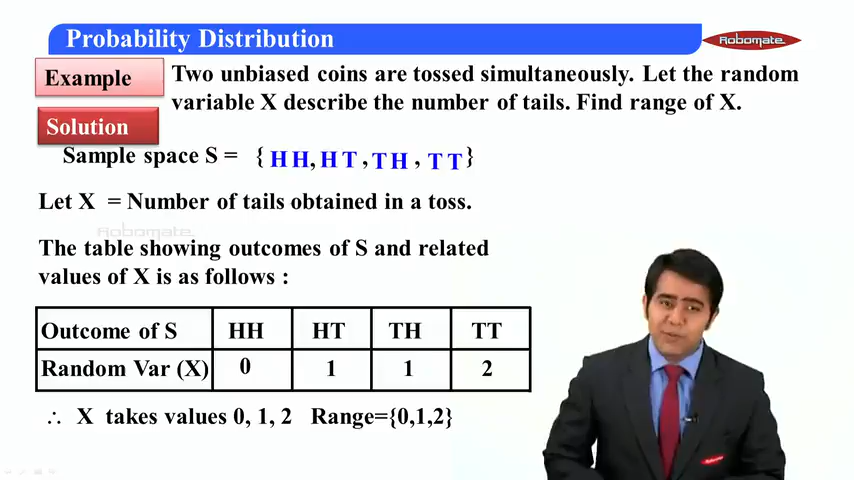 Probability Distribution
Robomate
Example
Two unbiased coins are tossed simultaneously. Let the random
variable X describe the number of tails. Find range of X.
Solution
Sample space S = { H H, H T , T H , T T }
Let X = Number of tails obtained in a toss.
Robomate
The table showing outcomes of S and related
values of X is as follows :
Outcome of S HH HT TH TT
Random Var (X) 0 1 1 2
∴ X takes values 0, 1, 2 Range={0,1,2}